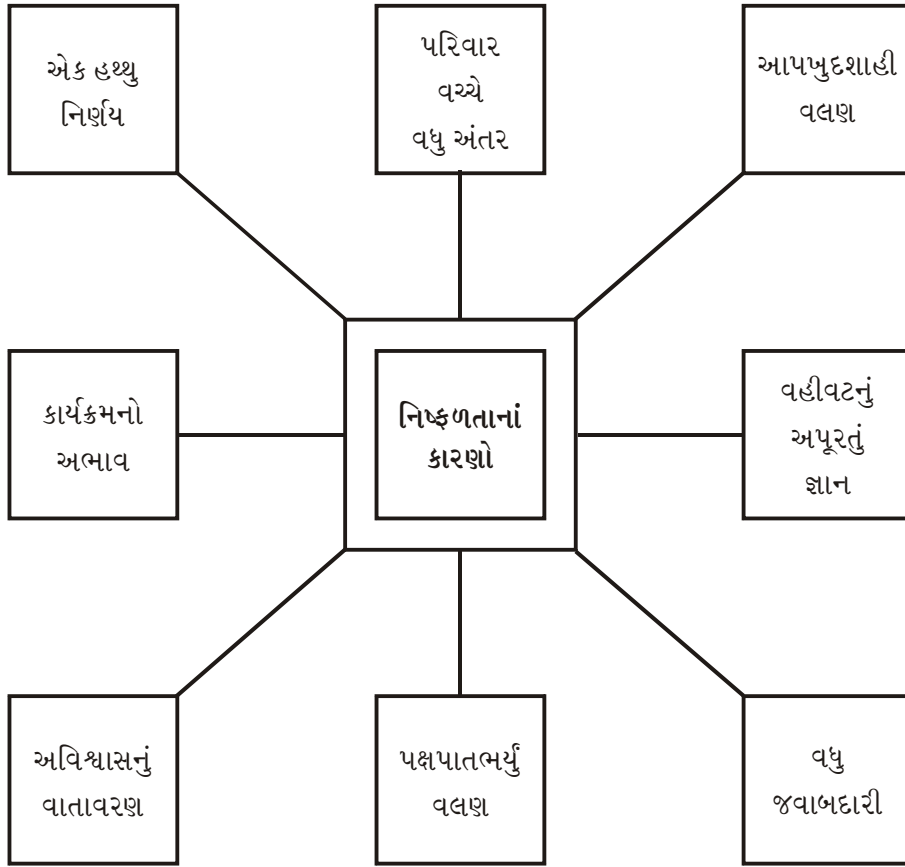 એક હથ્થુ
નિર્ણય
પરિવાર
વચ્ચે
વધુ અંતર
આપખુદશાહી
વલણ
કાર્યક્રમનો
અભાવ
નિષ્ફળતાનાં
કારણો
વહીવટનું
અપૂરતું
જ્ઞાન
અવિશ્વાસનું
વાતાવરણ
પક્ષપાતભર્યું
વલણ
વધુ
જવાબદારી